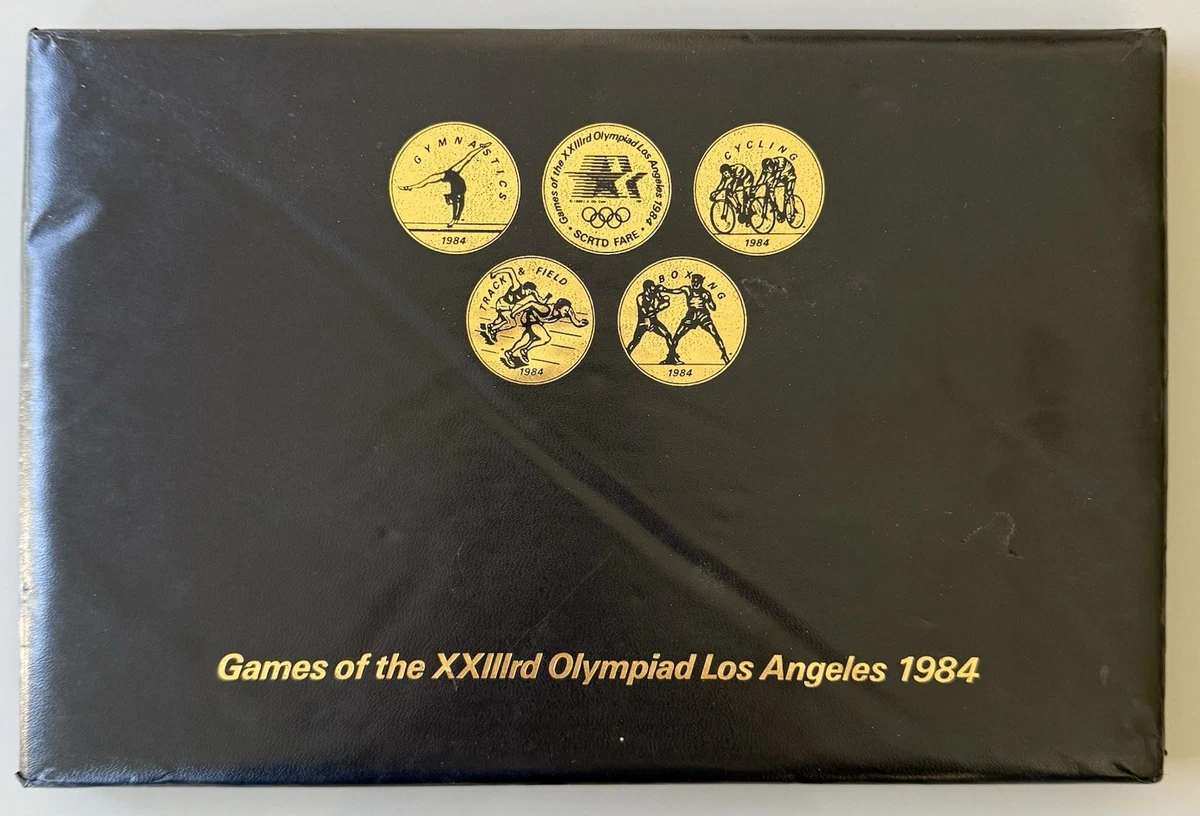 GYMNASTICS
1984
Games of the XXIIIrd Olympiad Los Angeles 1984
• SCRTD FARE •
CYCLING
1984
TRACK & FIELD
1984
BOXING
1984
Games of the XXIIIrd Olympiad Los Angeles 1984